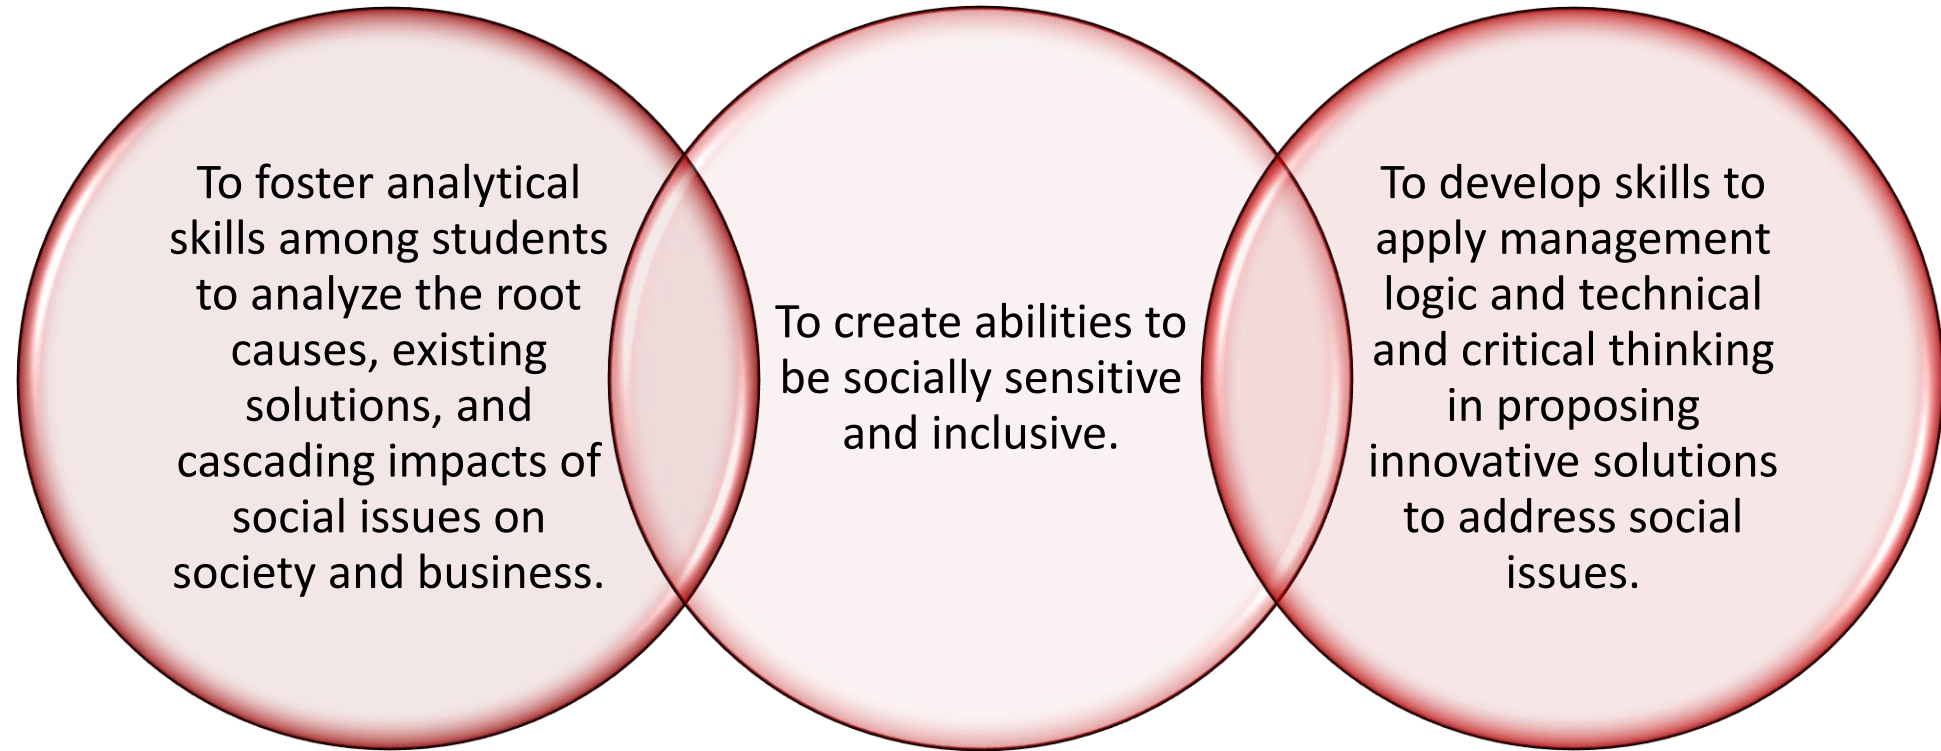 To foster analytical
skills among students
to analyze the root
causes, existing
solutions, and
cascading impacts of
social issues on
society and business.
To create abilities to
be socially sensitive
and inclusive.
To develop skills to
apply management
logic and technical
and critical thinking
in proposing
innovative solutions
to address social
issues.